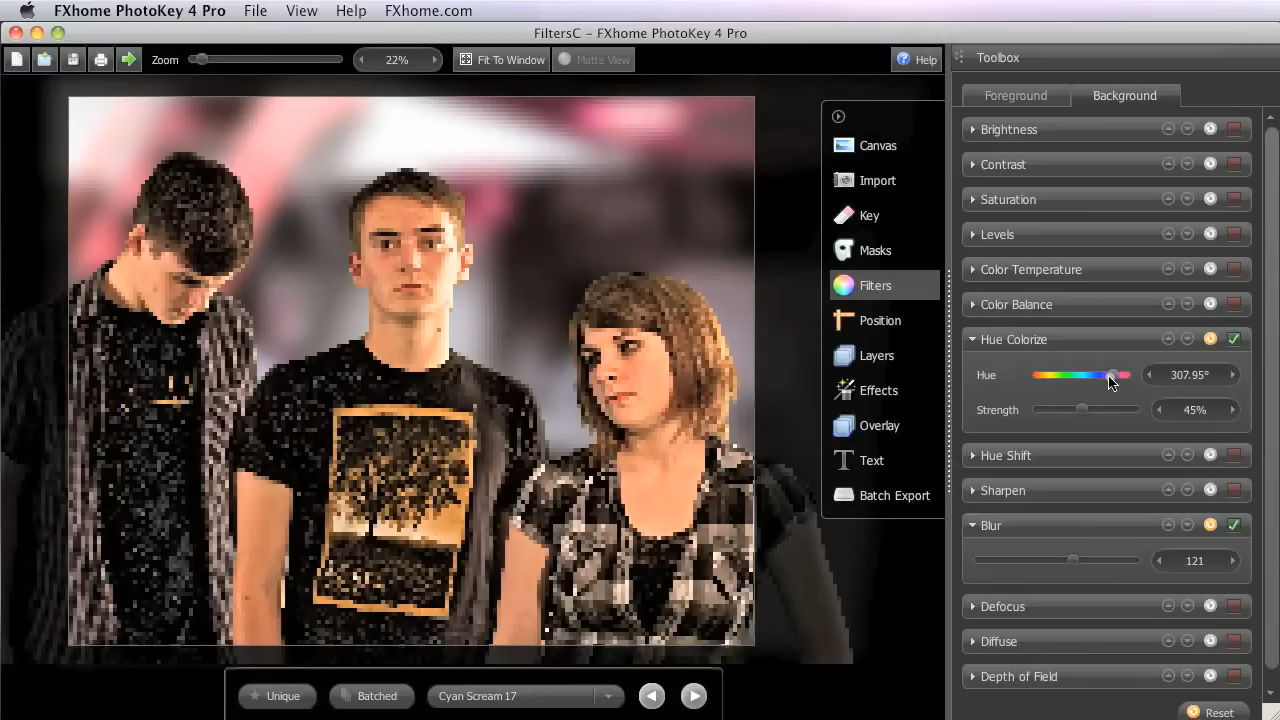 FXhome PhotoKey 4 Pro File View Help FXhome.com
FiltersC – FXhome PhotoKey 4 Pro
Zoom 22% Fit To Window Matte View Help
Toolbox
Foreground Background
Canvas
Import
Key
Masks
Filters
Position
Layers
Effects
Overlay
Text
Batch Export
Brightness
Contrast
Saturation
Levels
Color Temperature
Color Balance
Hue Colorize
Hue 307.95°
Strength 45%
Hue Shift
Sharpen
Blur
121
Defocus
Diffuse
Depth of Field
Reset
Unique Batched Cyan Scream 17